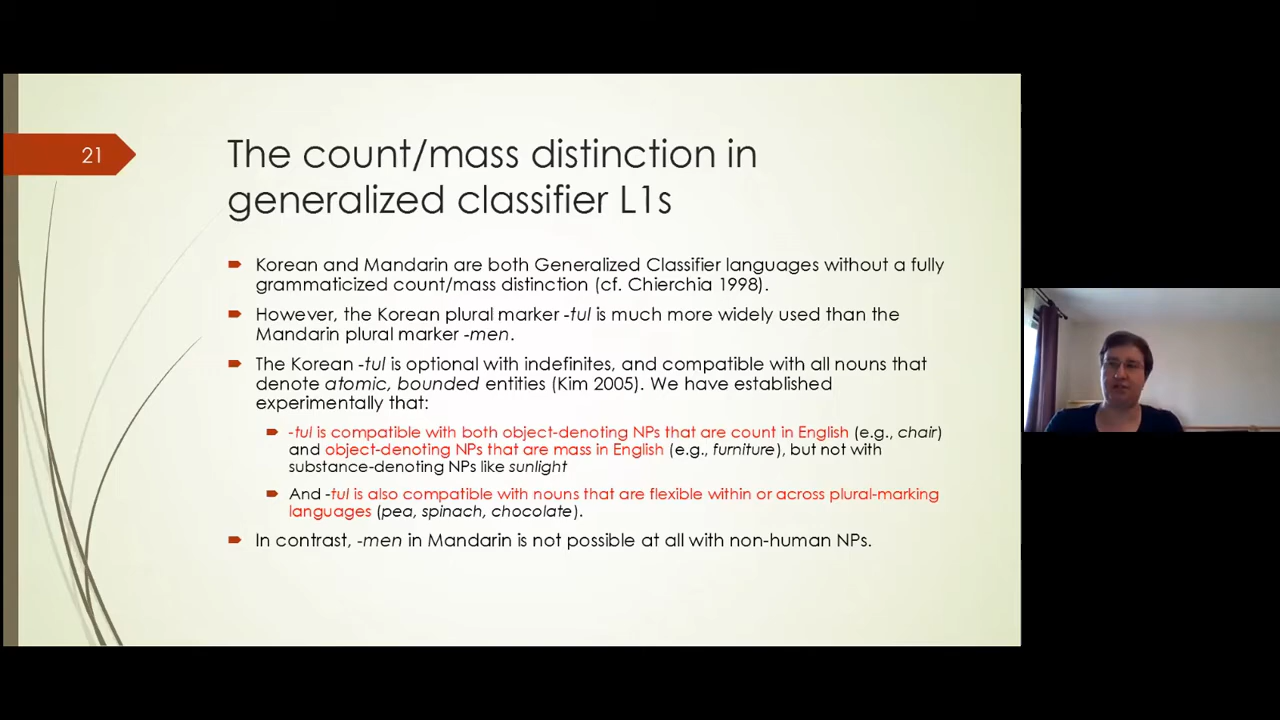 21
The count/mass distinction in
generalized classifier L1s
Korean and Mandarin are both Generalized Classifier languages without a fully
grammaticized count/mass distinction (cf. Chierchia 1998).
However, the Korean plural marker -tul is much more widely used than the
Mandarin plural marker -men.
The Korean -tul is optional with indefinites, and compatible with all nouns that
denote atomic, bounded entities (Kim 2005). We have established
experimentally that:
-tul is compatible with both object-denoting NPs that are count in English (e.g., chair)
and object-denoting NPs that are mass in English (e.g., furniture), but not with
substance-denoting NPs like sunlight
And -tul is also compatible with nouns that are flexible within or across plural-marking
languages (pea, spinach, chocolate).
In contrast, -men in Mandarin is not possible at all with non-human NPs.